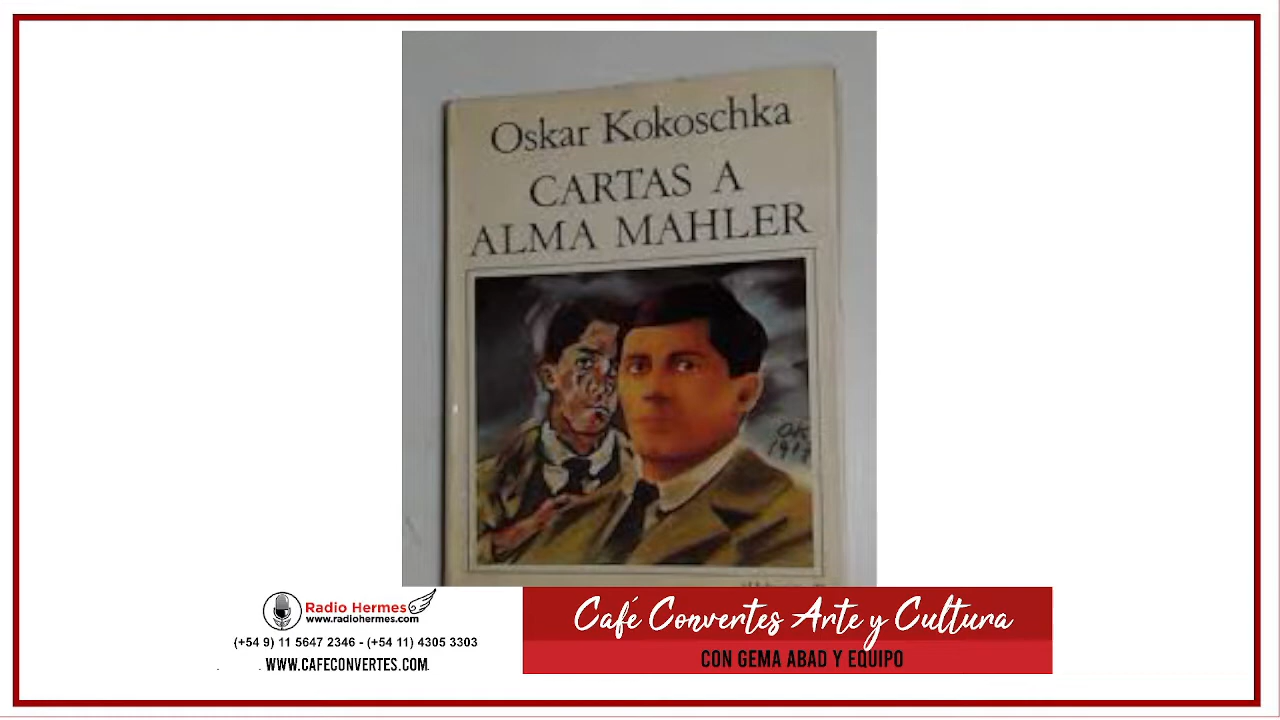 Oskar Kokoschka
CARTAS A
ALMA MAHLER
OK
Radio Hermes
www.radiohermes.com
(+54 9) 11 5647 2346 - (+54 11) 4305 3303
WWW.CAFECONVERTES.COM
Café Convertes Arte y Cultura
CON GEMA ABAD Y EQUIPO